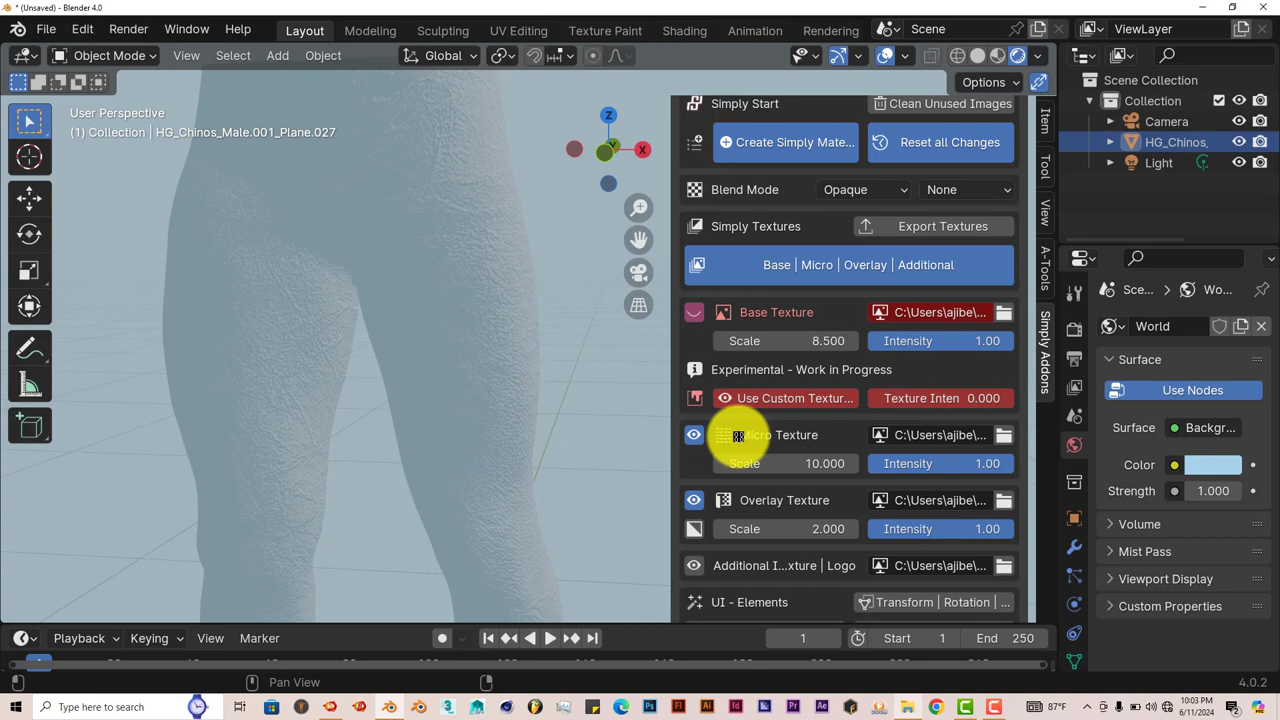 * (Unsaved) - Blender 4.0
File Edit Render Window Help Layout Modeling Sculpting UV Editing Texture Paint Shading Animation Rendering Scene ViewLayer
Object Mode View Select Add Object Global
Options
User Perspective
(1) Collection | HG_Chinos_Male.001_Plane.027
Z
Y
X
Simply Start Clean Unused Images
Create Simply Mate... Reset all Changes
Blend Mode Opaque None
Simply Textures Export Textures
Base | Micro | Overlay | Additional
Base Texture C:\Users\ajibe\...
Scale 8.500 Intensity 1.00
Experimental - Work in Progress
Use Custom Textur... Texture Inten 0.000
Micro Texture C:\Users\ajibe\...
Scale 10.000 Intensity 1.00
Overlay Texture C:\Users\ajibe\...
Scale 2.000 Intensity 1.00
Additional I...xture | Logo C:\Users\ajibe\...
UI - Elements Transform | Rotation | ...
Item
Tool
View
A-Tools
Simply Addons
Scene Collection
Collection
Camera
HG_Chinos_
Light
Sce... Wo...
World
Surface
Use Nodes
Surface Backgr...
Color
Strength 1.000
Volume
Mist Pass
Viewport Display
Custom Properties
Playback Keying View Marker 1 Start 1 End 250
Pan View 4.0.2
Type here to search
87°F
10:03 PM
6/11/2024